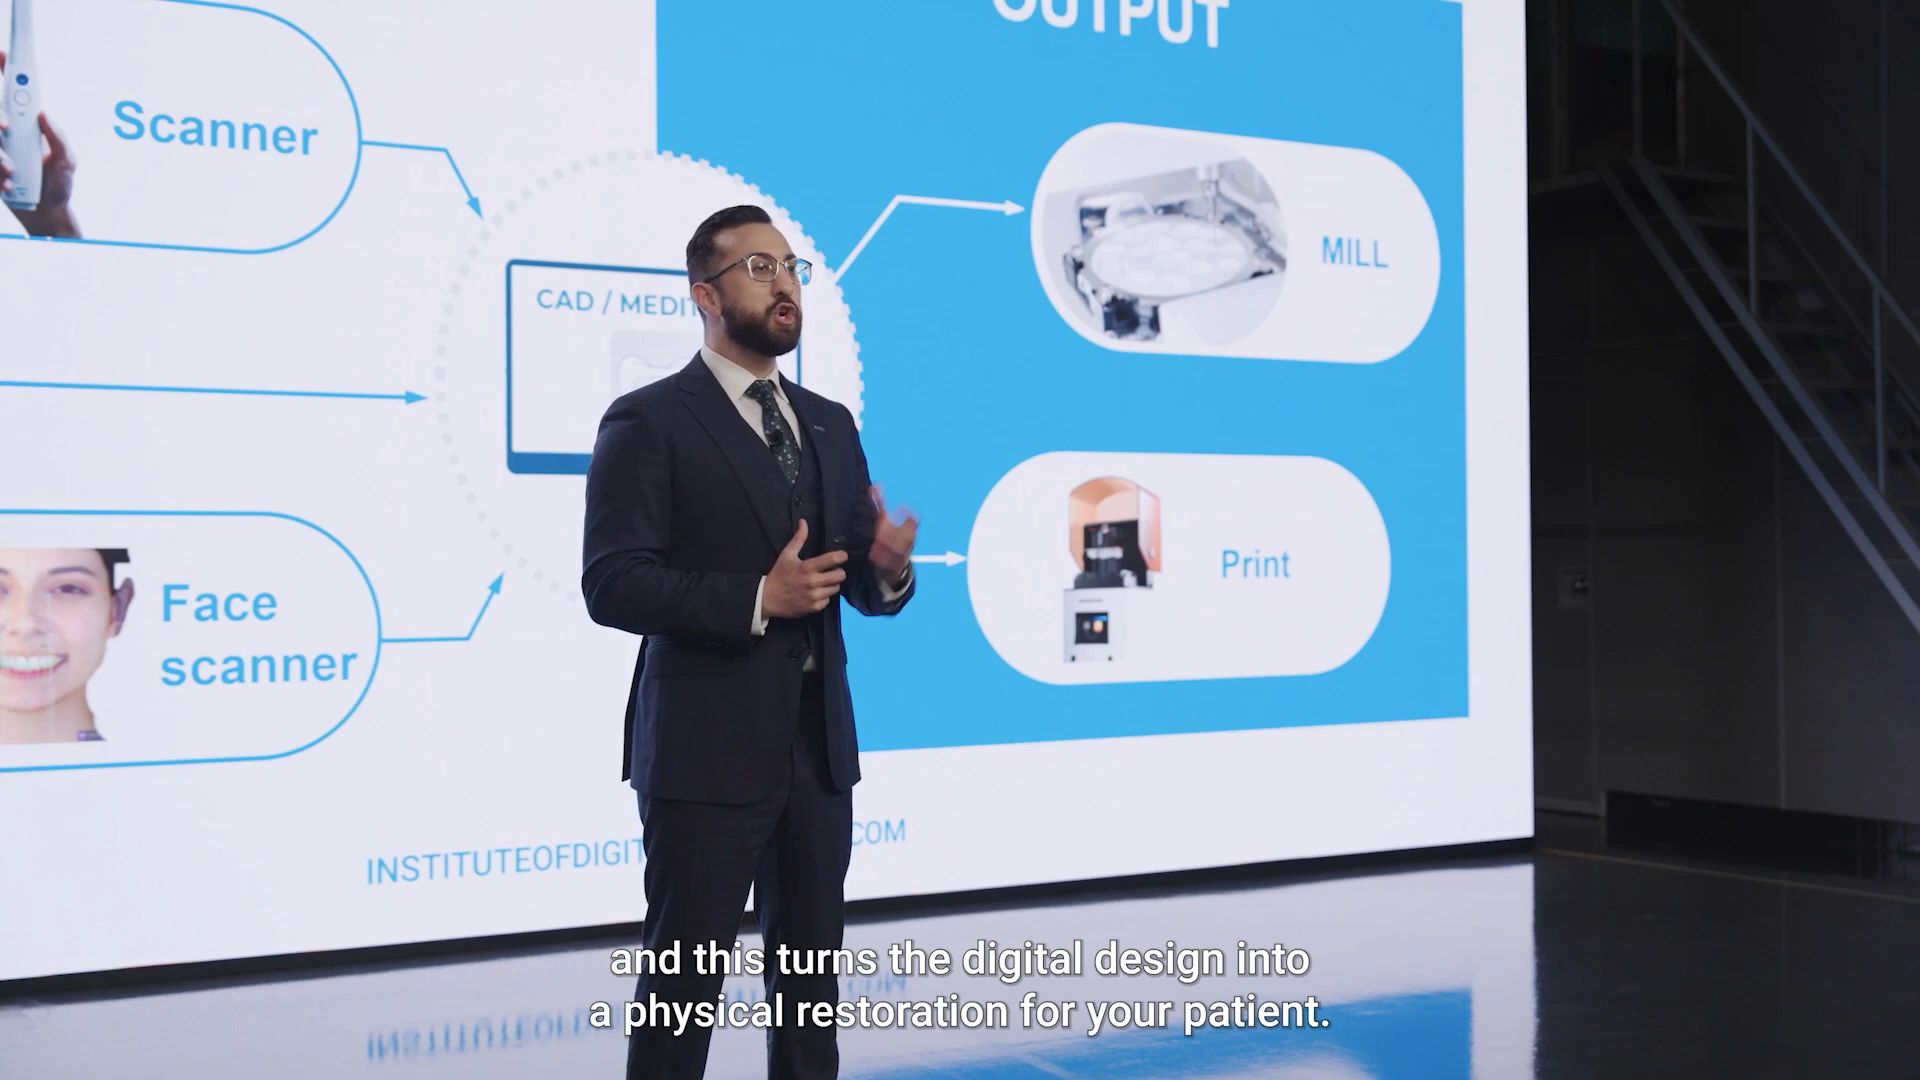 OUTPUT
Scanner
MILL
CAD / MEDIT
Print
Face
scanner
INSTITUTEOFDIGIT COM
and this turns the digital design into
a physical restoration for your patient.